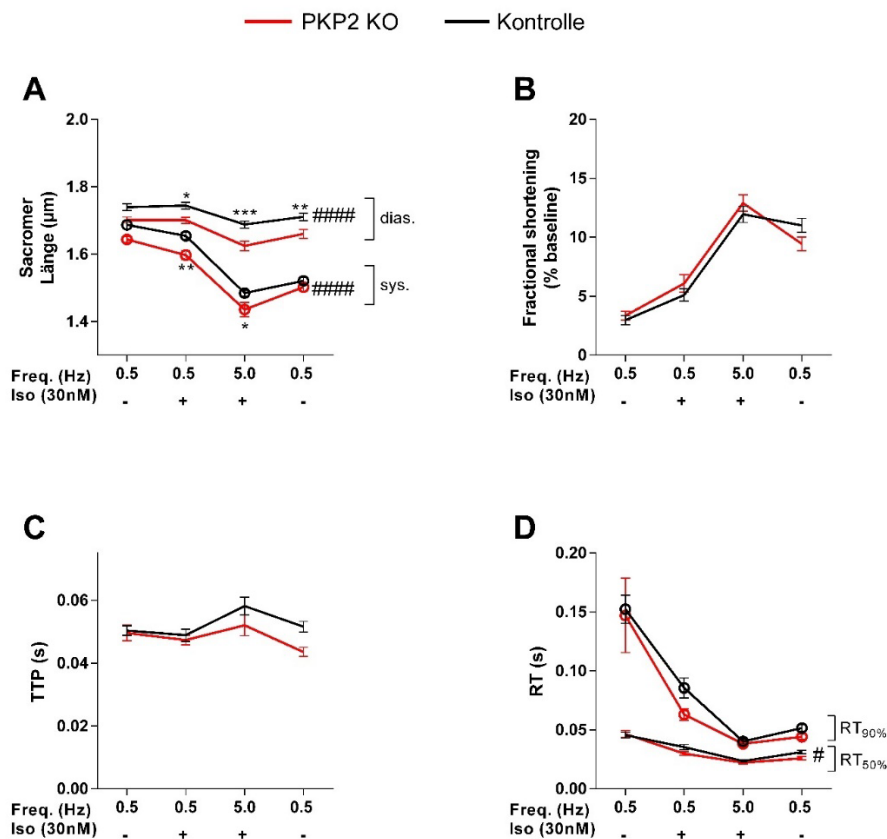 PKP2 KO Kontrolle
A
Sacromer
Länge (µm)
2.0
1.8
1.6
1.4
* *** ** #### dias.
** * #### sys.
Freq. (Hz) 0.5 0.5 5.0 0.5
Iso (30nM) - + + -
B
Fractional shortening
(% baseline)
20
15
10
5
0
Freq. (Hz) 0.5 0.5 5.0 0.5
Iso (30nM) - + + -
C
TTP (s)
0.06
0.04
0.02
0.00
Freq. (Hz) 0.5 0.5 5.0 0.5
Iso (30nM) - + + -
D
RT (s)
0.20
0.15
0.10
0.05
0.00
RT90%
# RT50%
Freq. (Hz) 0.5 0.5 5.0 0.5
Iso (30nM) - + + -